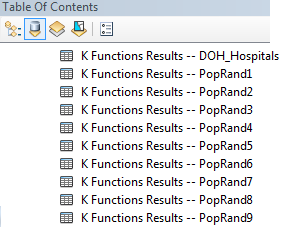 Table Of Contents
K Functions Results -- DOH_Hospitals
K Functions Results -- PopRand1
K Functions Results -- PopRand2
K Functions Results -- PopRand3
K Functions Results -- PopRand4
K Functions Results -- PopRand5
K Functions Results -- PopRand6
K Functions Results -- PopRand7
K Functions Results -- PopRand8
K Functions Results -- PopRand9